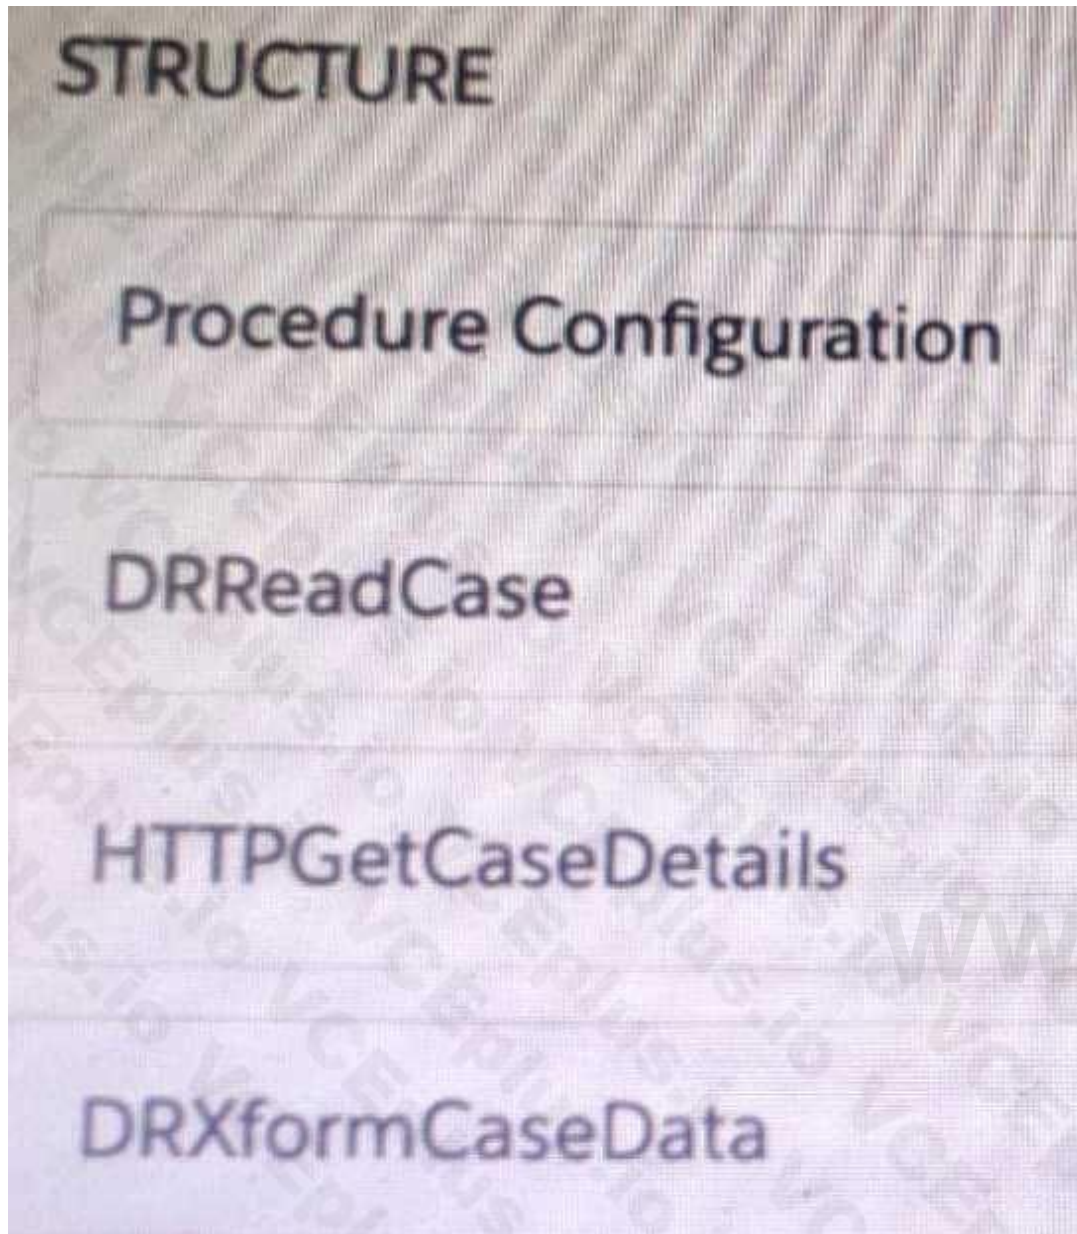 STRUCTURE
Procedure Configuration
DRReadCase
HTTPGetCaseDetails
DRXformCaseData